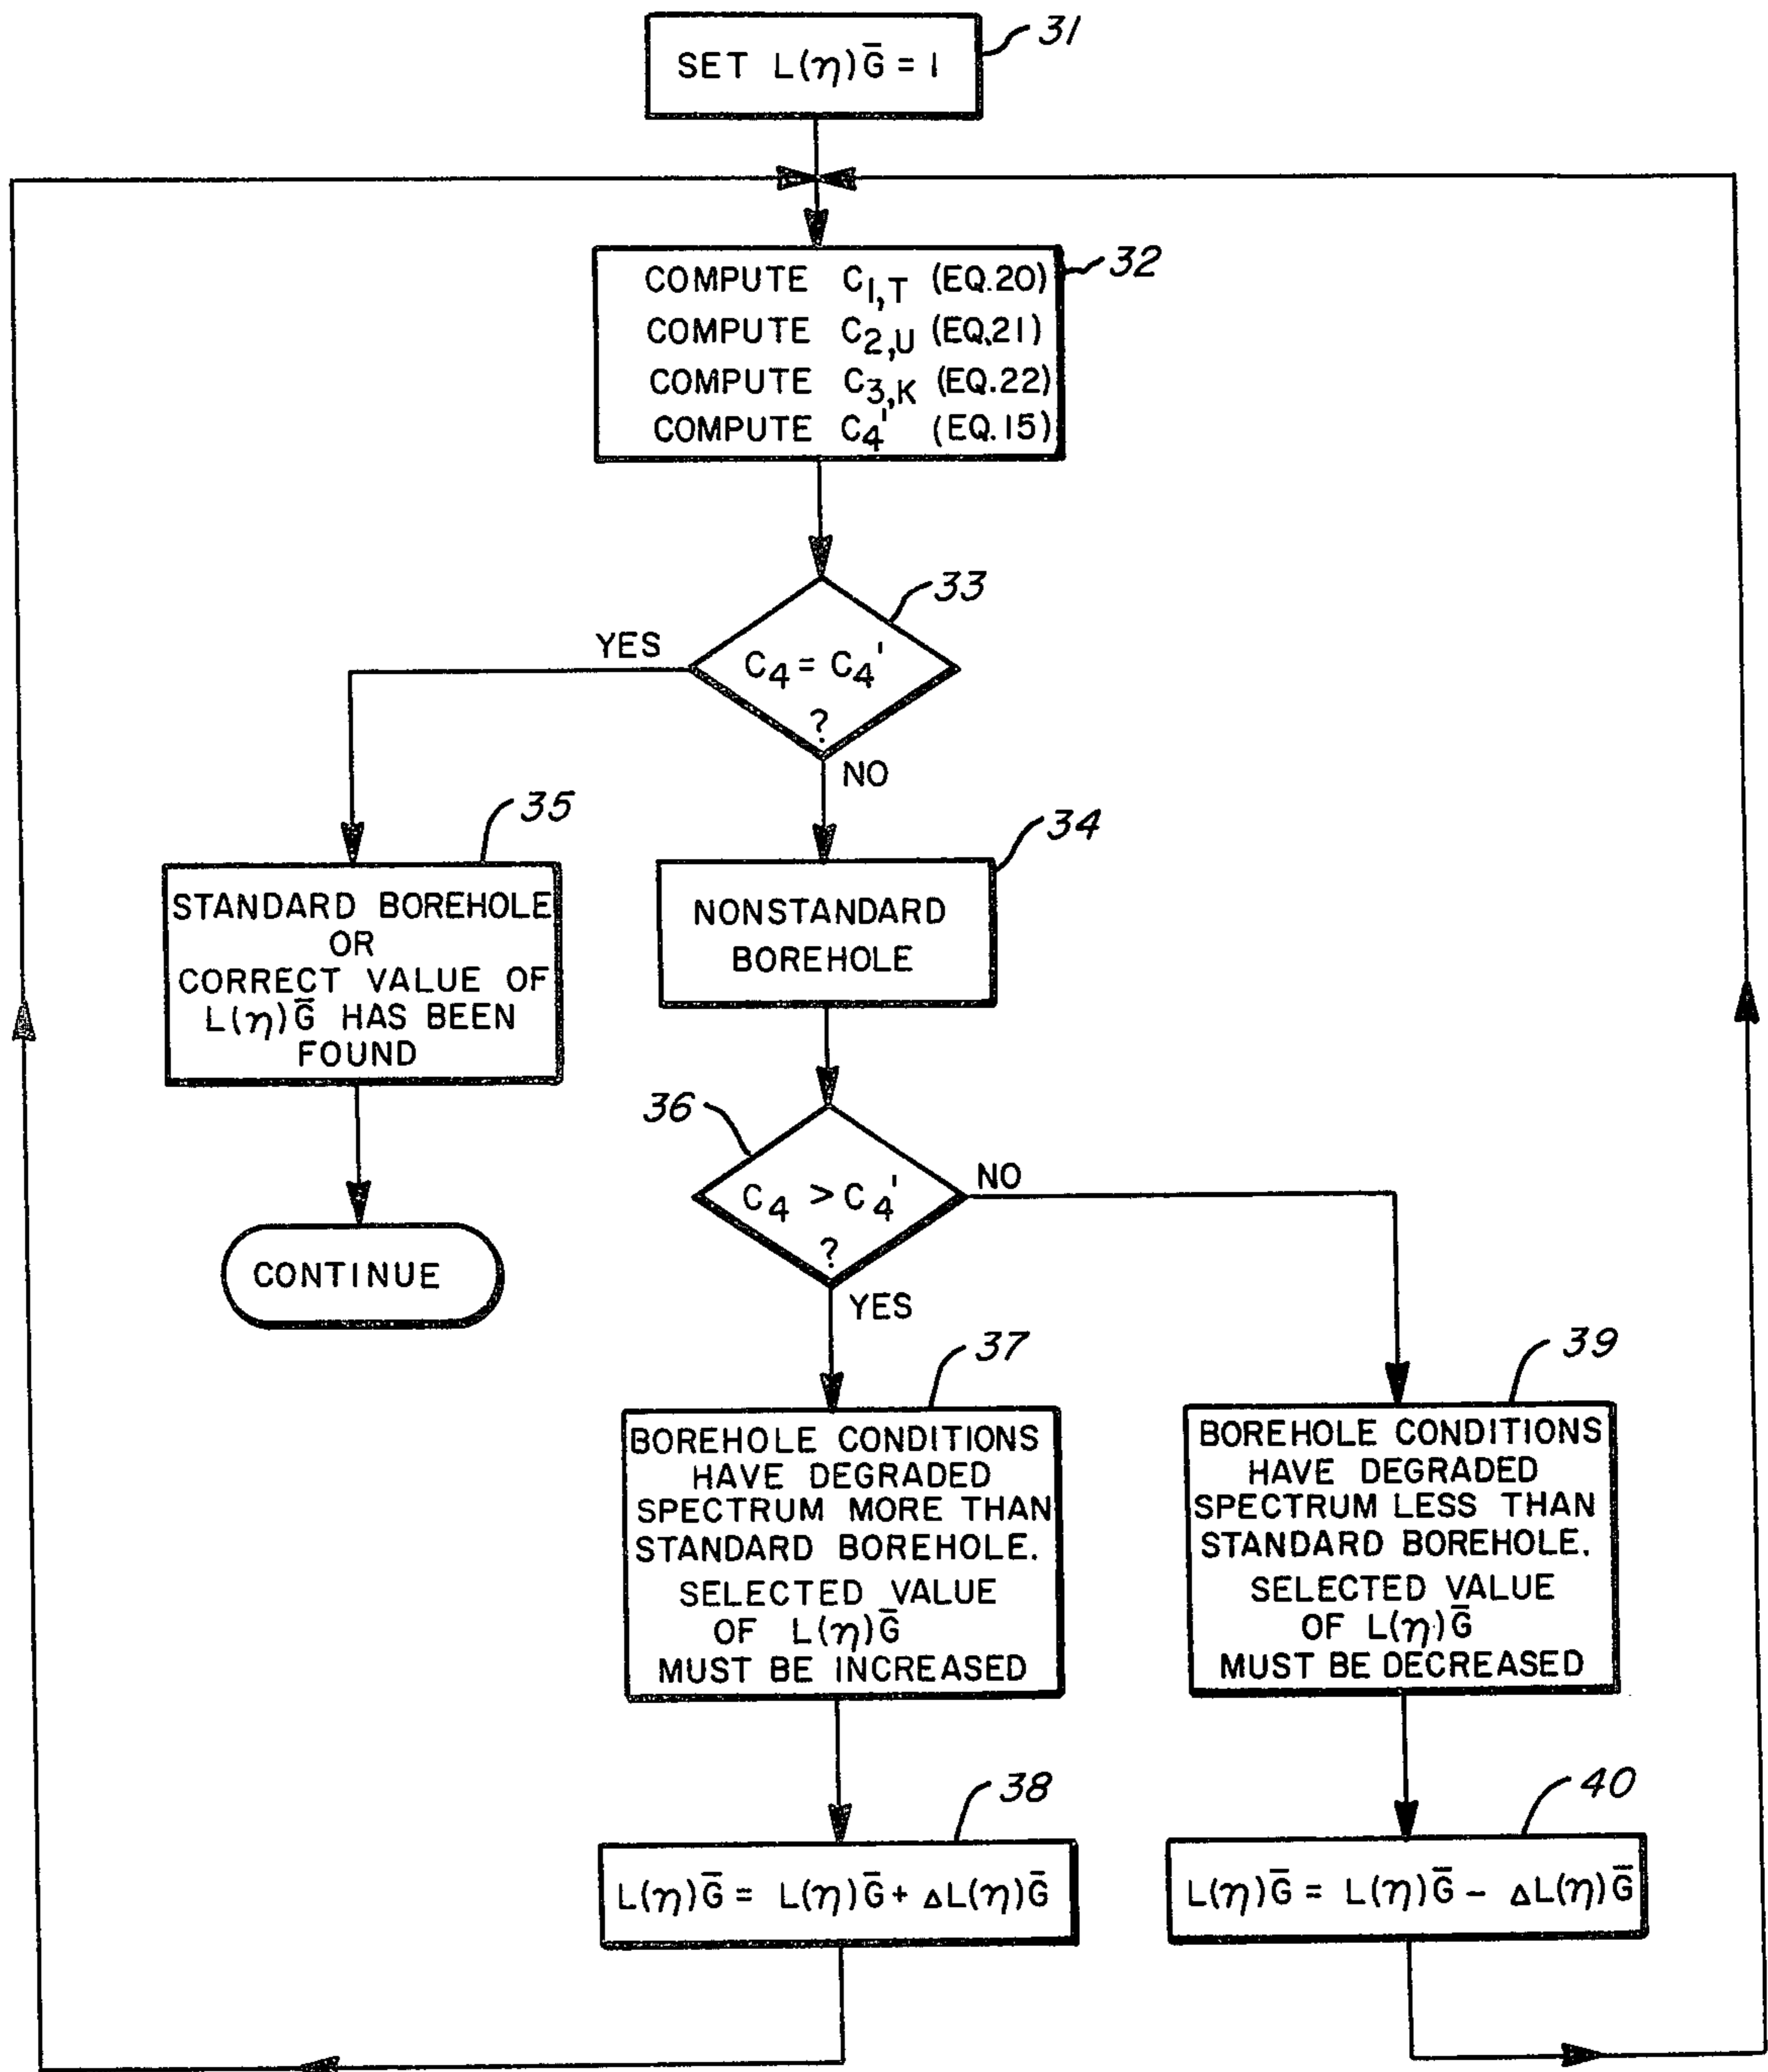 31
SET L(η)G̅ = 1
32
COMPUTE C1,T (EQ.20)
COMPUTE C2,U (EQ.21)
COMPUTE C3,K (EQ.22)
COMPUTE C4' (EQ.15)
33
YES
C4 = C4'
?
NO
35
34
STANDARD BOREHOLE
OR
CORRECT VALUE OF
L(η)G̅ HAS BEEN
FOUND
NONSTANDARD
BOREHOLE
36
NO
C4 > C4'
?
YES
CONTINUE
37
39
BOREHOLE CONDITIONS
HAVE DEGRADED
SPECTRUM MORE THAN
STANDARD BOREHOLE.
SELECTED VALUE
OF L(η)G̅
MUST BE INCREASED
BOREHOLE CONDITIONS
HAVE DEGRADED
SPECTRUM LESS THAN
STANDARD BOREHOLE.
SELECTED VALUE
OF L(η)G̅
MUST BE DECREASED
38
40
L(η)G̅ = L(η)G̅ + ΔL(η)G̅
L(η)G̅ = L(η)G̅ − ΔL(η)G̅